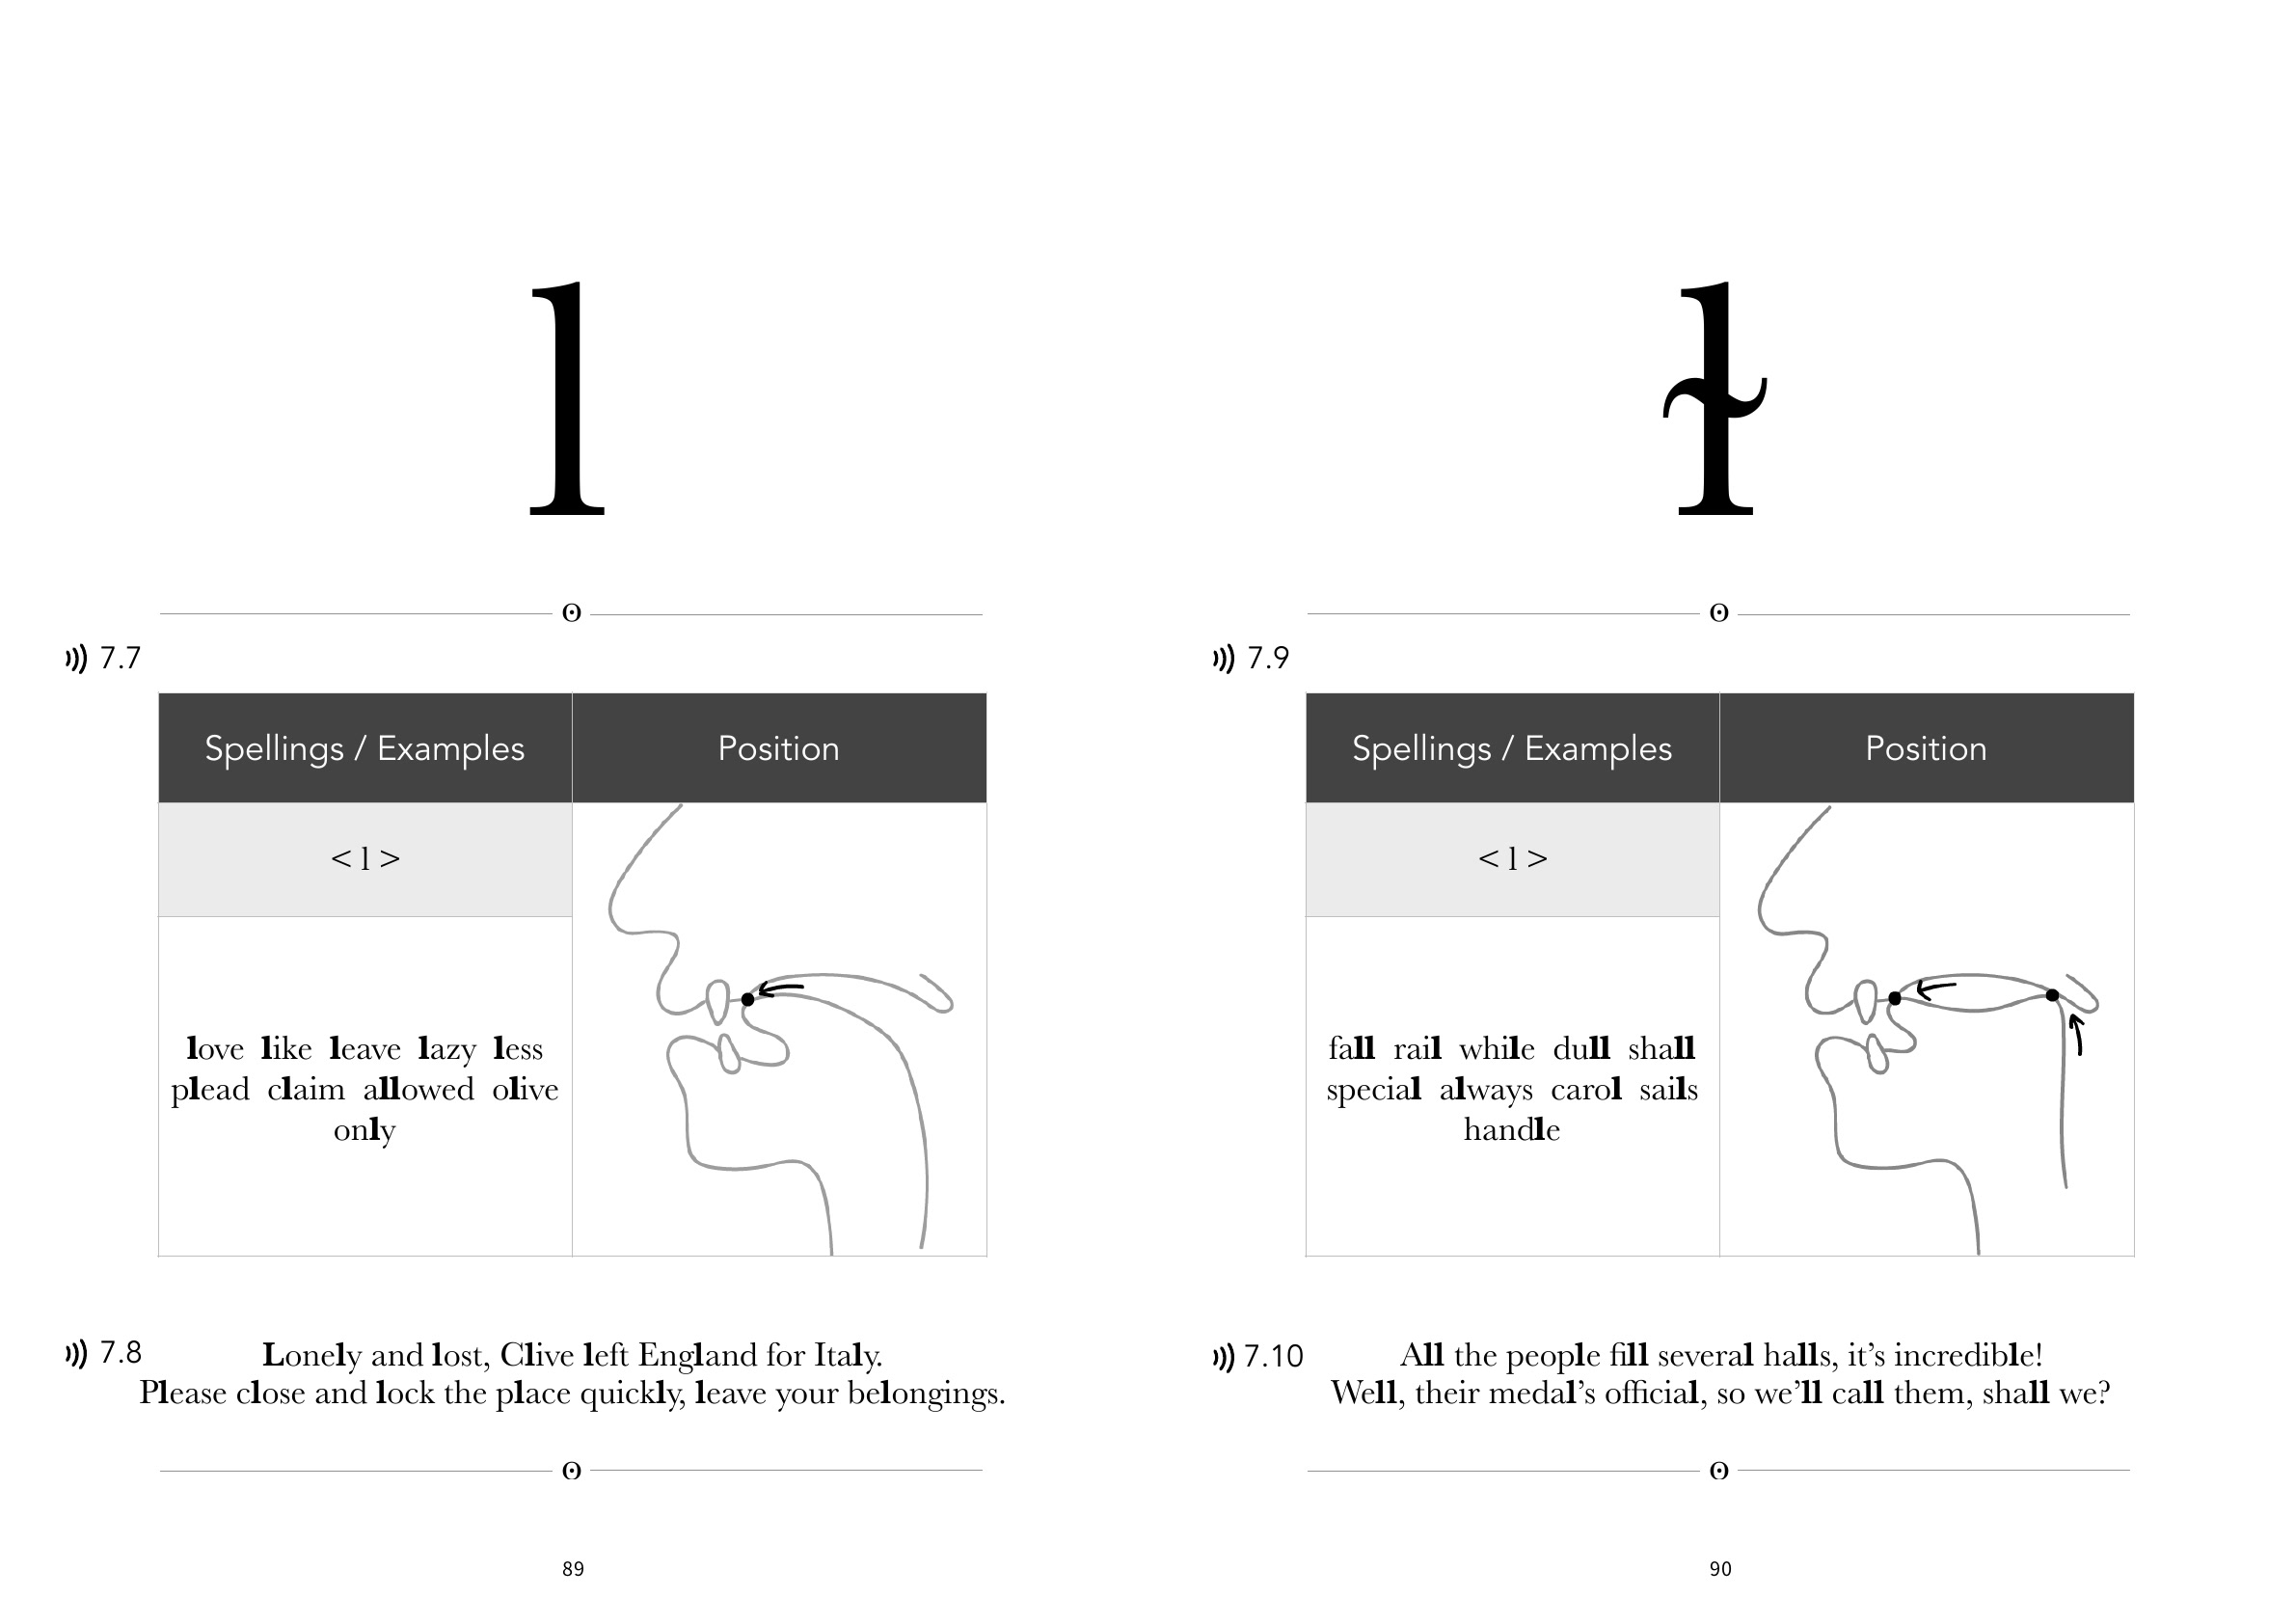 l
ʘ
7.7
Spellings / Examples
Position
< l >
love like leave lazy less
plead claim allowed olive
only
7.8
Lonely and lost, Clive left England for Italy.
Please close and lock the place quickly, leave your belongings.
ʘ
89
ɫ
ʘ
7.9
Spellings / Examples
Position
< l >
fall rail while dull shall
special always carol sails
handle
7.10
All the people fill several halls, it’s incredible!
Well, their medal’s official, so we’ll call them, shall we?
ʘ
90